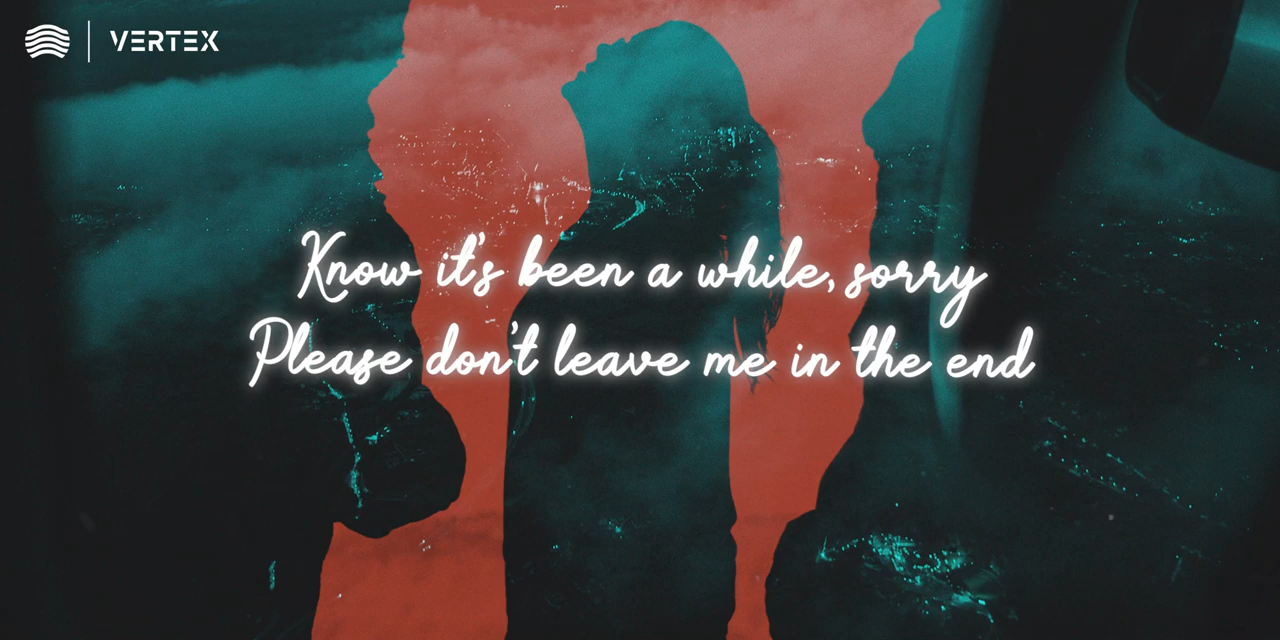 VERTEX
Know it's been a while, sorry
Please don't leave me in the end